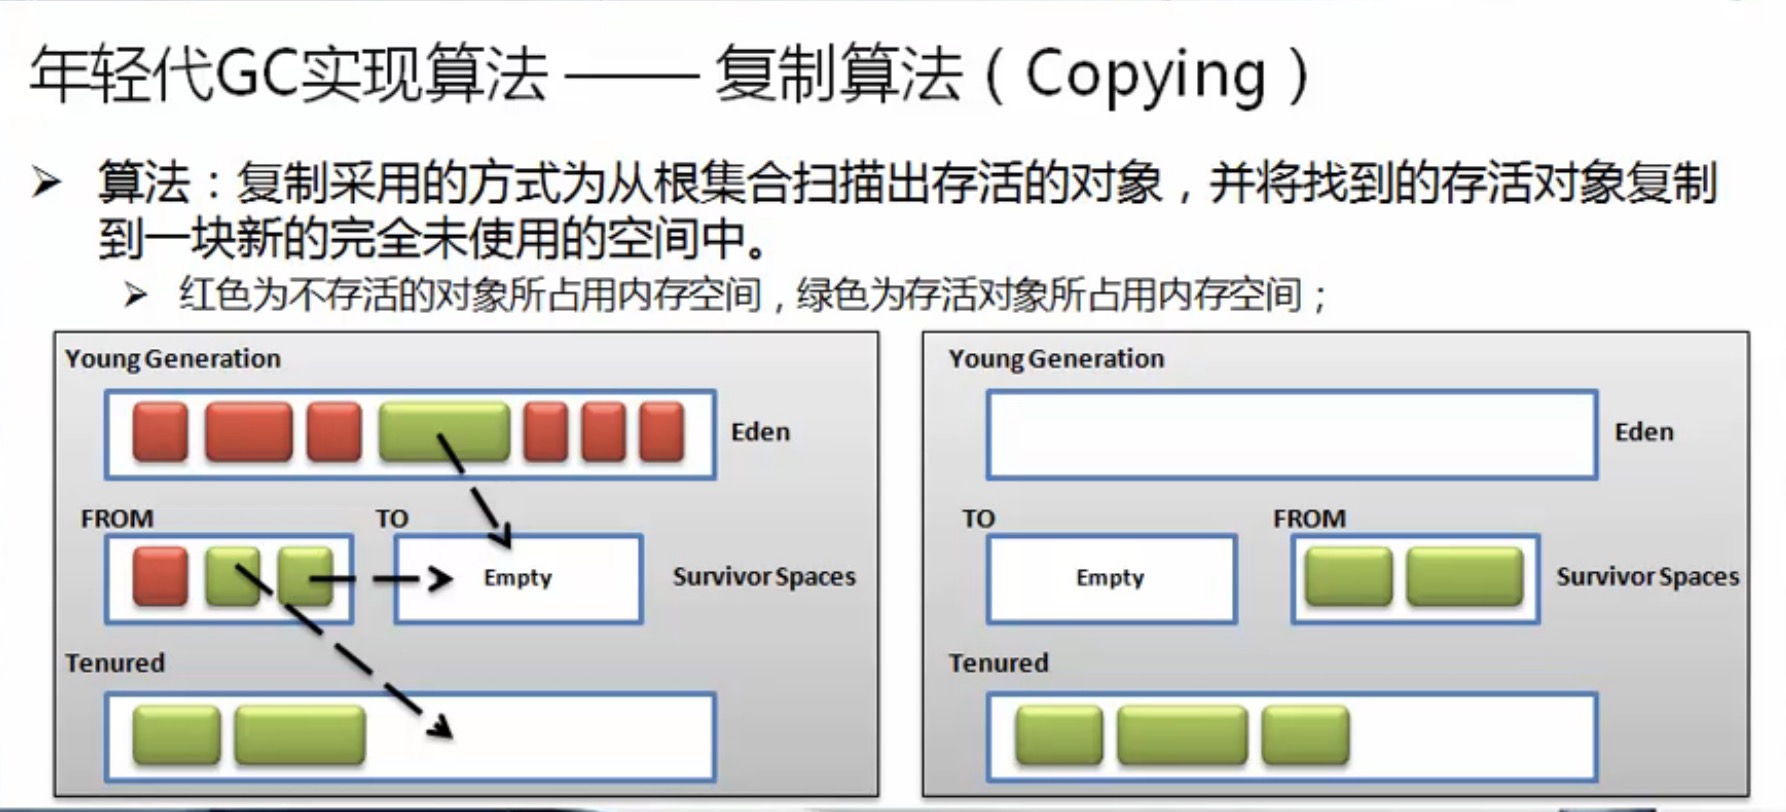 年轻代GC实现算法 —— 复制算法（Copying）
➢ 算法：复制采用的方式为从根集合扫描出存活的对象，并将找到的存活对象复制
到一块新的完全未使用的空间中。
➢ 红色为不存活的对象所占用内存空间，绿色为存活对象所占用内存空间；
Young Generation
Eden
FROM
TO
Empty
Survivor Spaces
Tenured
Young Generation
Eden
TO
FROM
Empty
Survivor Spaces
Tenured